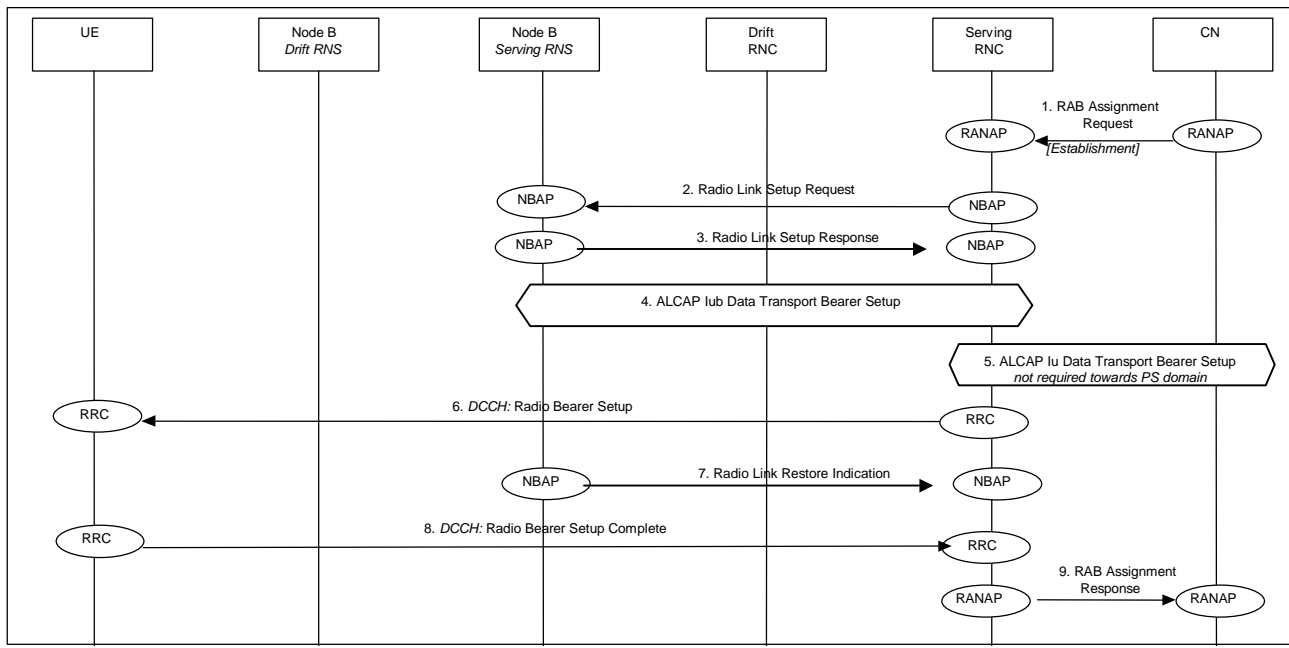 UE
Node B
Drift RNS
Node B
Serving RNS
Drift
RNC
Serving
RNC
CN
1. RAB Assignment
Request
[Establishment]
RANAP
RANAP
2. Radio Link Setup Request
NBAP
NBAP
3. Radio Link Setup Response
NBAP
NBAP
4. ALCAP Iub Data Transport Bearer Setup
5. ALCAP Iu Data Transport Bearer Setup
not required towards PS domain
6. DCCH: Radio Bearer Setup
RRC
RRC
7. Radio Link Restore Indication
NBAP
NBAP
8. DCCH: Radio Bearer Setup Complete
RRC
RRC
9. RAB Assignment
Response
RANAP
RANAP